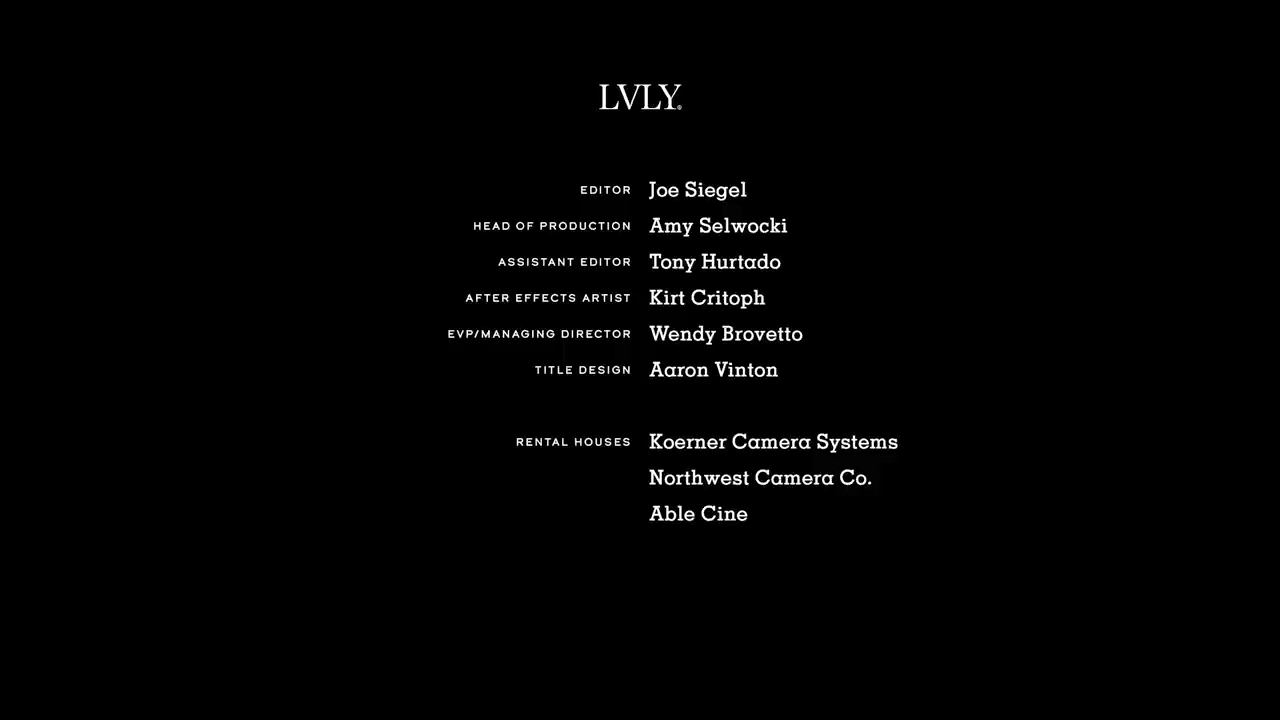 LVLY®
EDITOR Joe Siegel
HEAD OF PRODUCTION Amy Selwocki
ASSISTANT EDITOR Tony Hurtado
AFTER EFFECTS ARTIST Kirt Critoph
EVP/MANAGING DIRECTOR Wendy Brovetto
TITLE DESIGN Aaron Vinton
RENTAL HOUSES Koerner Camera Systems
Northwest Camera Co.
Able Cine